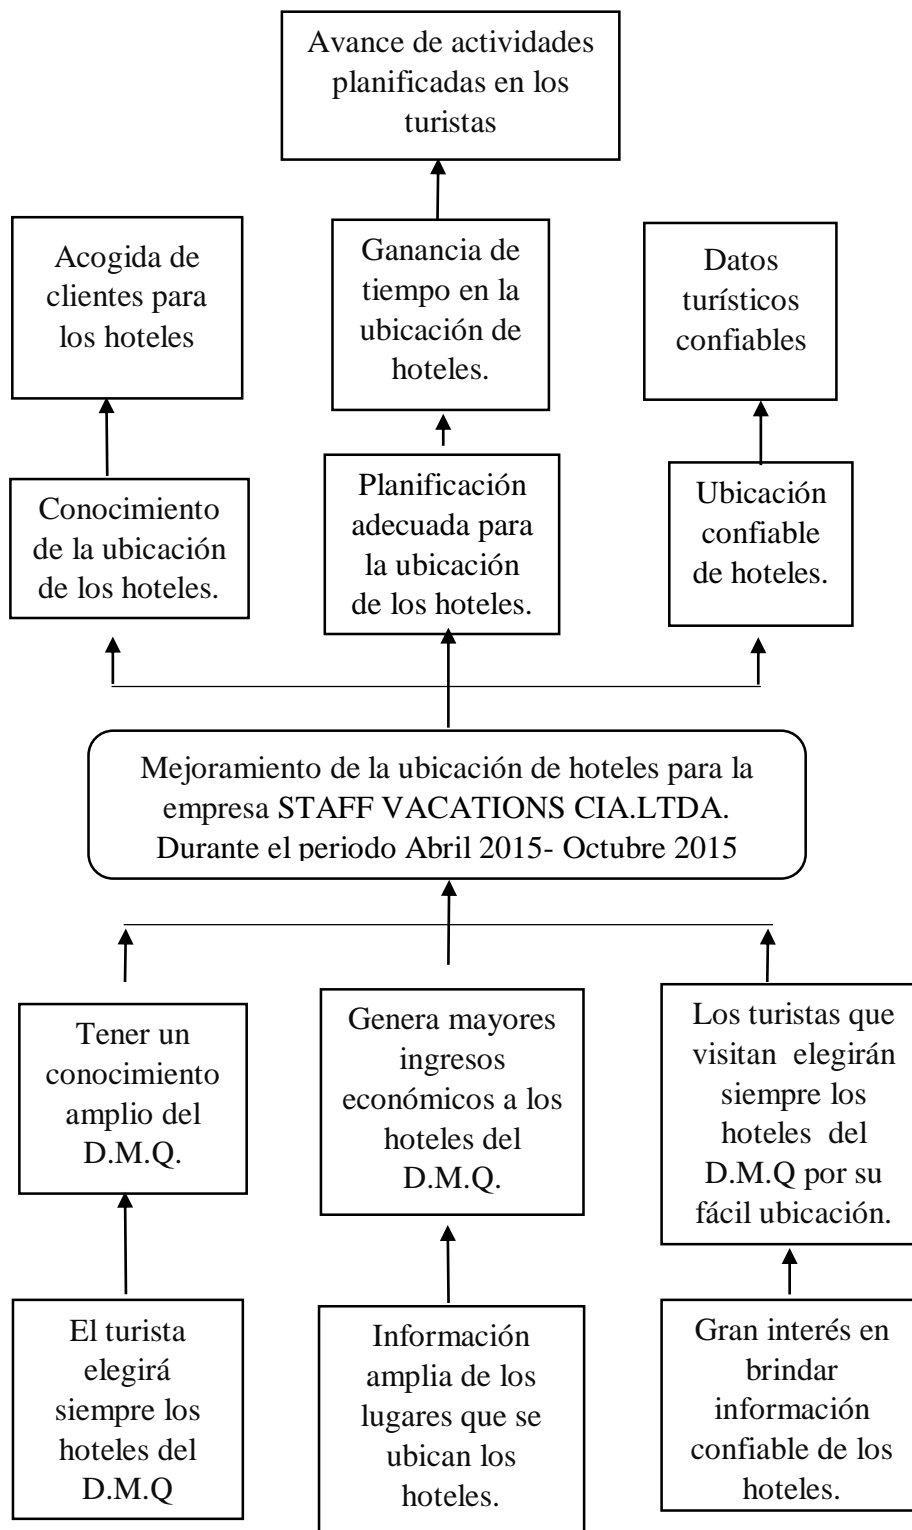 Avance de actividades
planificadas en los
turistas
Acogida de
clientes para
los hoteles
Ganancia de
tiempo en la
ubicación de
hoteles.
Datos
turísticos
confiables
Conocimiento
de la ubicación
de los hoteles.
Planificación
adecuada para
la ubicación
de los hoteles.
Ubicación
confiable
de hoteles.
Mejoramiento de la ubicación de hoteles para la
empresa STAFF VACATIONS CIA.LTDA.
Durante el periodo Abril 2015- Octubre 2015
Tener un
conocimiento
amplio del
D.M.Q.
Genera mayores
ingresos
económicos a los
hoteles del
D.M.Q.
Los turistas que
visitan  elegirán
siempre los
hoteles  del
D.M.Q por su
fácil ubicación.
El turista
elegirá
siempre los
hoteles del
D.M.Q
Información
amplia de los
lugares que se
ubican los
hoteles.
Gran interés en
brindar
información
confiable de los
hoteles.